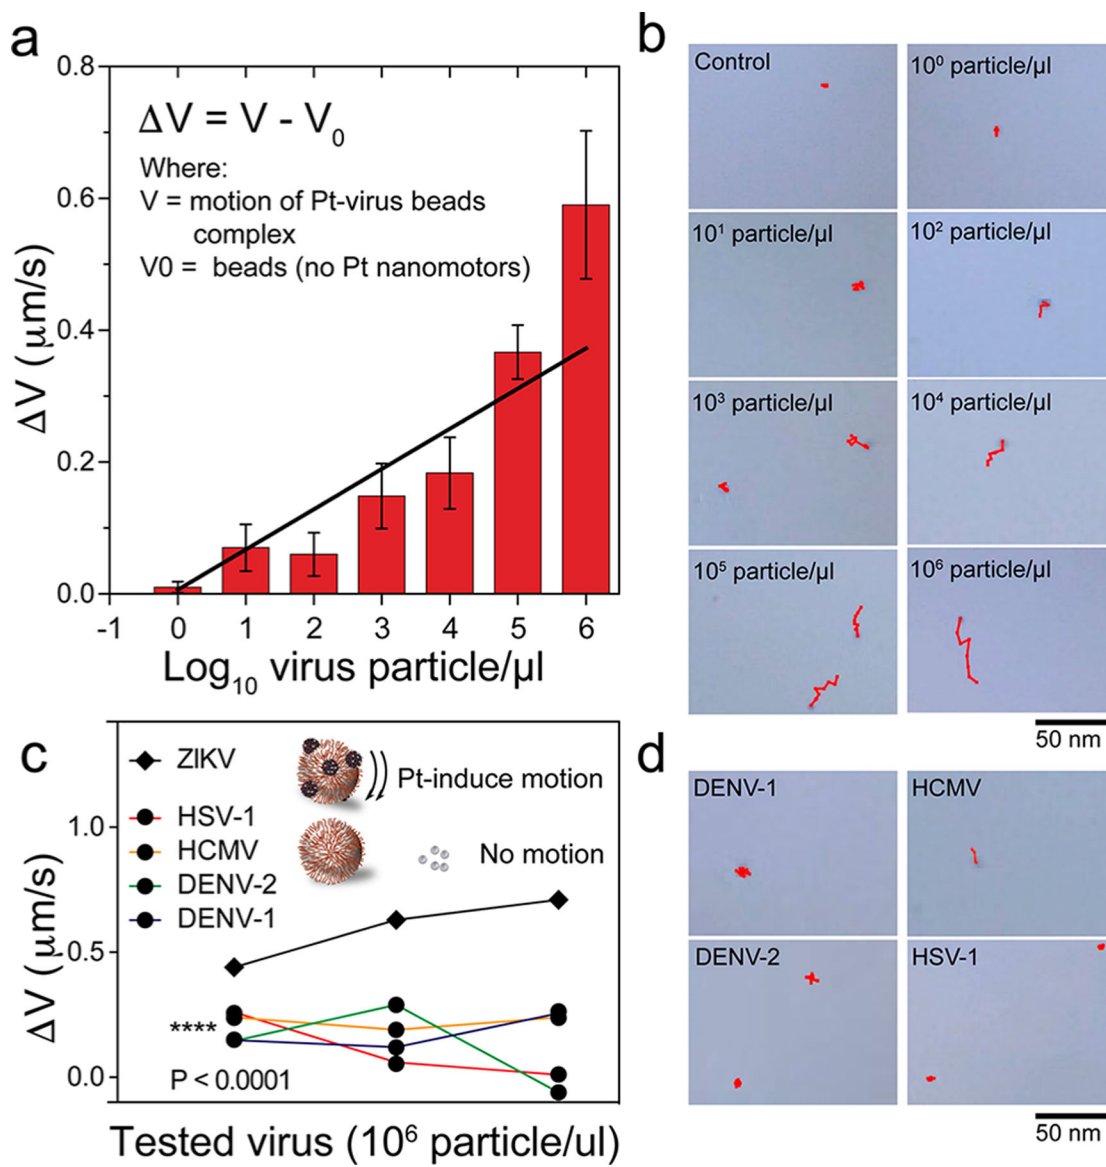 a
0.8
0.6
0.4
0.2
0.0
ΔV (μm/s)
ΔV = V - V₀
Where:
V = motion of Pt-virus beads
complex
V0 = beads (no Pt nanomotors)
-1 0 1 2 3 4 5 6
Log₁₀ virus particle/μl
b
Control
10⁰ particle/μl
10¹ particle/μl
10² particle/μl
10³ particle/μl
10⁴ particle/μl
10⁵ particle/μl
10⁶ particle/μl
50 nm
c
ZIKV
HSV-1
HCMV
DENV-2
DENV-1
Pt-induce motion
No motion
1.0
0.5
0.0
ΔV (μm/s)
****
P < 0.0001
Tested virus (10⁶ particle/ul)
d
DENV-1
HCMV
DENV-2
HSV-1
50 nm